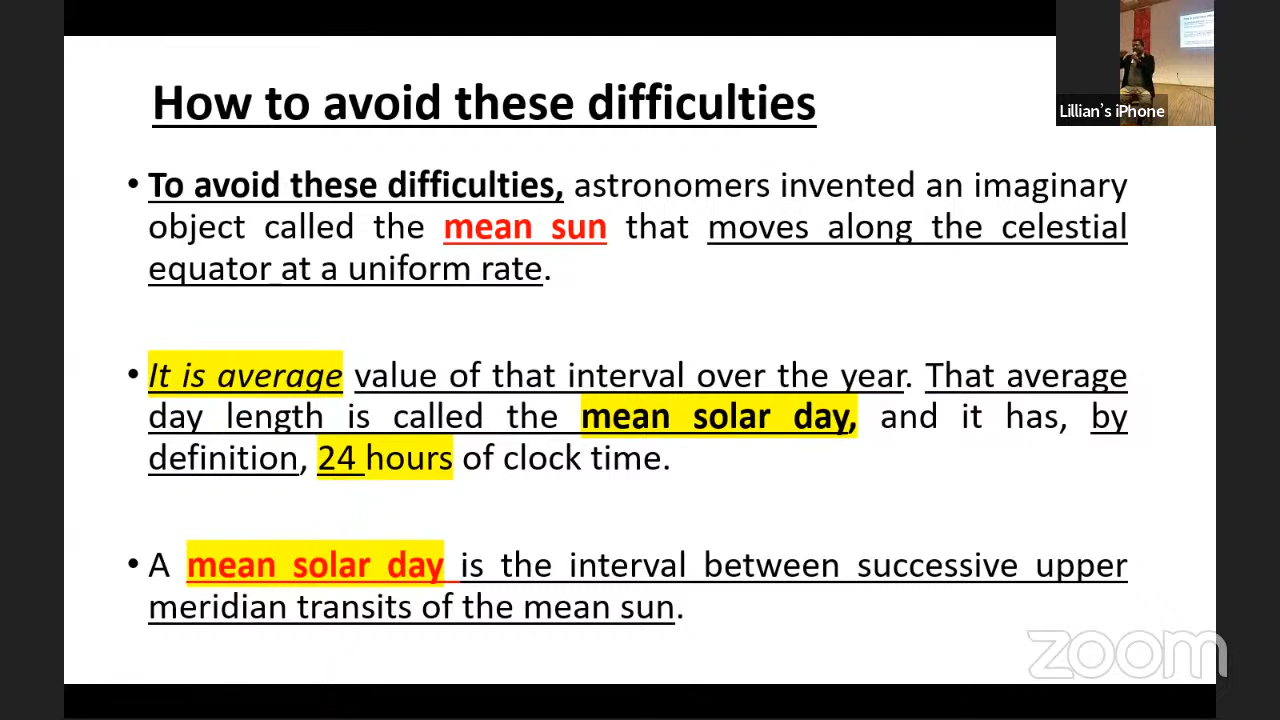 How to avoid these difficulties
Lillian's iPhone
• To avoid these difficulties, astronomers invented an imaginary
object called the mean sun that moves along the celestial
equator at a uniform rate.
• It is average value of that interval over the year. That average
day length is called the mean solar day, and it has, by
definition, 24 hours of clock time.
• A mean solar day is the interval between successive upper
meridian transits of the mean sun.
zoom